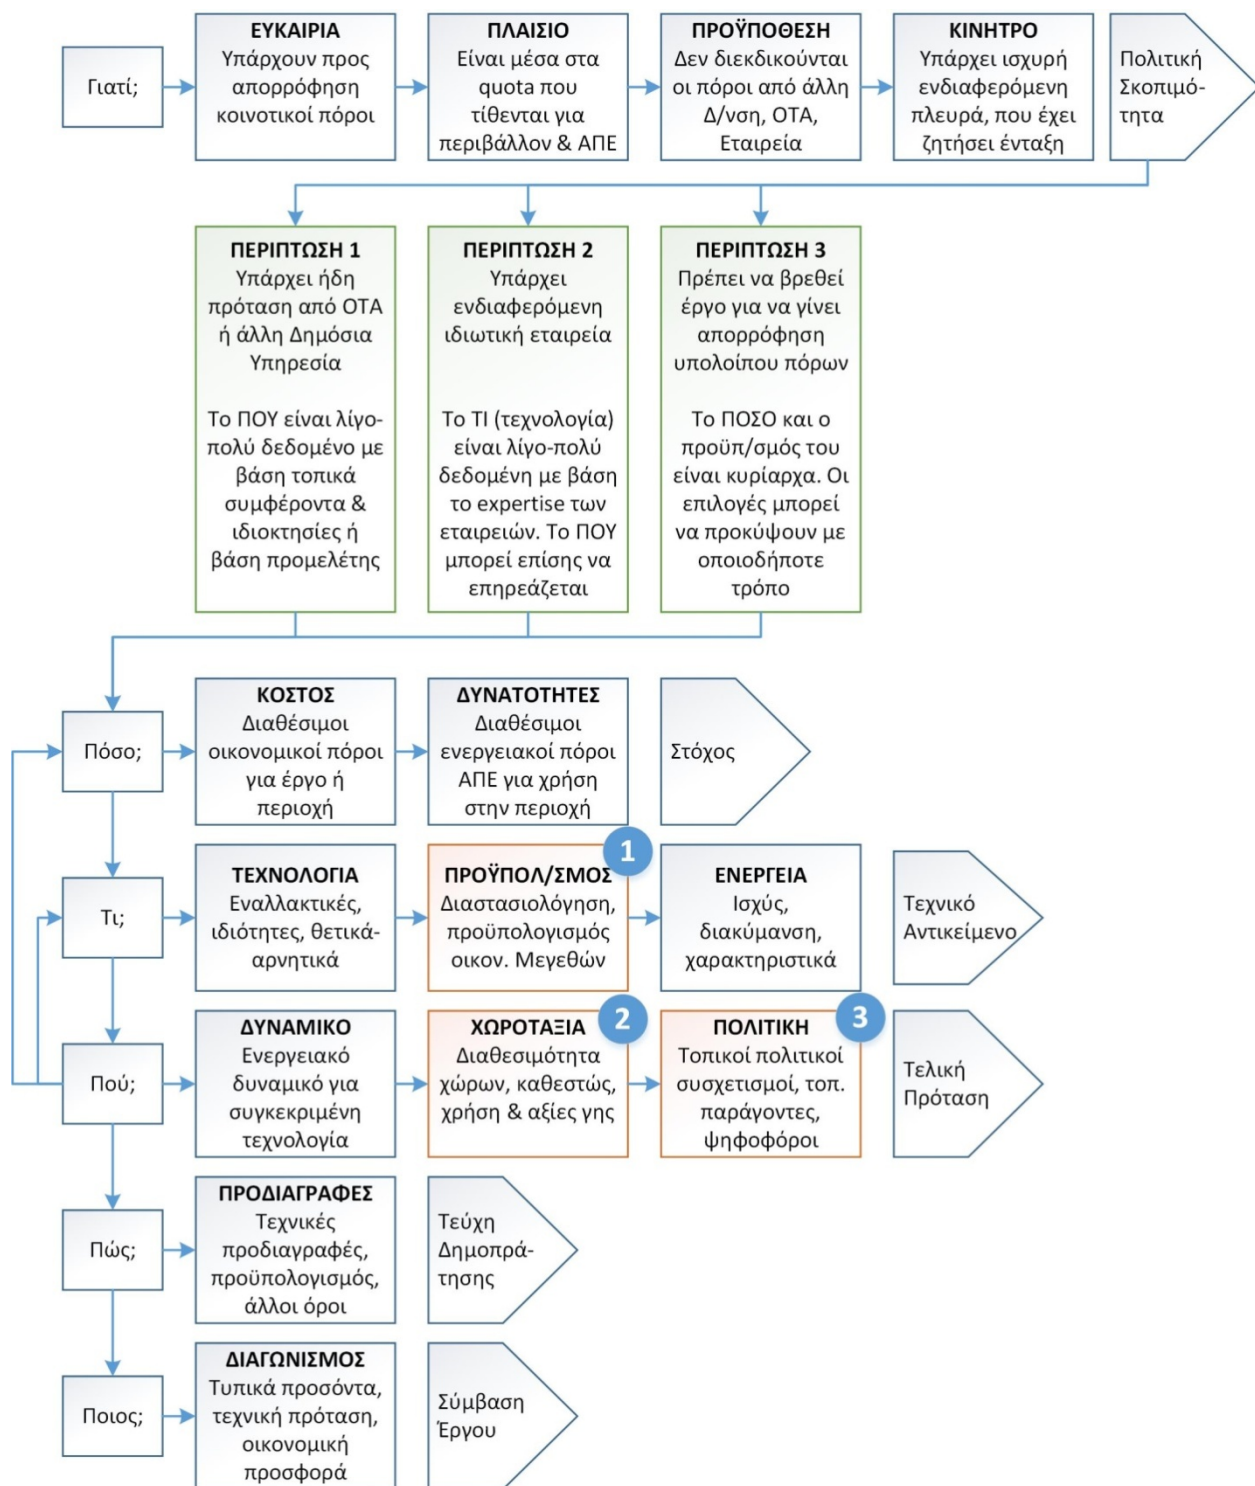 Γιατί;
ΕΥΚΑΙΡΙΑ
Υπάρχουν προς
απορρόφηση
κοινοτικοί πόροι
ΠΛΑΙΣΙΟ
Είναι μέσα στα
quota που
τίθενται για
περιβάλλον & ΑΠΕ
ΠΡΟΫΠΟΘΕΣΗ
Δεν διεκδικούνται
οι πόροι από άλλη
Δ/νση, ΟΤΑ,
Εταιρεία
ΚΙΝΗΤΡΟ
Υπάρχει ισχυρή
ενδιαφερόμενη
πλευρά, που έχει
ζητήσει ένταξη
Πολιτική
Σκοπιμό-
τητα
ΠΕΡΙΠΤΩΣΗ 1
Υπάρχει ήδη
πρόταση από ΟΤΑ
ή άλλη Δημόσια
Υπηρεσία
Το ΠΟΥ είναι λίγο-
πολύ δεδομένο με
βάση τοπικά
συμφέροντα &
ιδιοκτησίες ή
βάση προμελέτης
ΠΕΡΙΠΤΩΣΗ 2
Υπάρχει
ενδιαφερόμενη
ιδιωτική εταιρεία
Το ΤΙ (τεχνολογία)
είναι λίγο-πολύ
δεδομένη με βάση
το expertise των
εταιρειών. Το ΠΟΥ
μπορεί επίσης να
επηρεάζεται
ΠΕΡΙΠΤΩΣΗ 3
Πρέπει να βρεθεί
έργο για να γίνει
απορρόφηση
υπολοίπου πόρων
Το ΠΟΣΟ και ο
προϋπ/σμός του
είναι κυρίαρχα. Οι
επιλογές μπορεί
να προκύψουν με
οποιοδήποτε
τρόπο
Πόσο;
ΚΟΣΤΟΣ
Διαθέσιμοι
οικονομικοί πόροι
για έργο ή
περιοχή
ΔΥΝΑΤΟΤΗΤΕΣ
Διαθέσιμοι
ενεργειακοί πόροι
ΑΠΕ για χρήση
στην περιοχή
Στόχος
Τι;
ΤΕΧΝΟΛΟΓΙΑ
Εναλλακτικές,
ιδιότητες, θετικά-
αρνητικά
1
ΠΡΟΫΠΟΛ/ΣΜΟΣ
Διαστασιολόγηση,
προϋπολογισμός
οικον. Μεγεθών
ΕΝΕΡΓΕΙΑ
Ισχύς,
διακύμανση,
χαρακτηριστικά
Τεχνικό
Αντικείμενο
Πού;
ΔΥΝΑΜΙΚΟ
Ενεργειακό
δυναμικό για
συγκεκριμένη
τεχνολογία
2
ΧΩΡΟΤΑΞΙΑ
Διαθεσιμότητα
χώρων, καθεστώς,
χρήση & αξίες γης
3
ΠΟΛΙΤΙΚΗ
Τοπικοί πολιτικοί
συσχετισμοί, τοπ.
παράγοντες,
ψηφοφόροι
Τελική
Πρόταση
Πώς;
ΠΡΟΔΙΑΓΡΑΦΕΣ
Τεχνικές
προδιαγραφές,
προϋπολογισμός,
άλλοι όροι
Τεύχη
Δημοπρά-
τησης
Ποιος;
ΔΙΑΓΩΝΙΣΜΟΣ
Τυπικά προσόντα,
τεχνική πρόταση,
οικονομική
προσφορά
Σύμβαση
Έργου